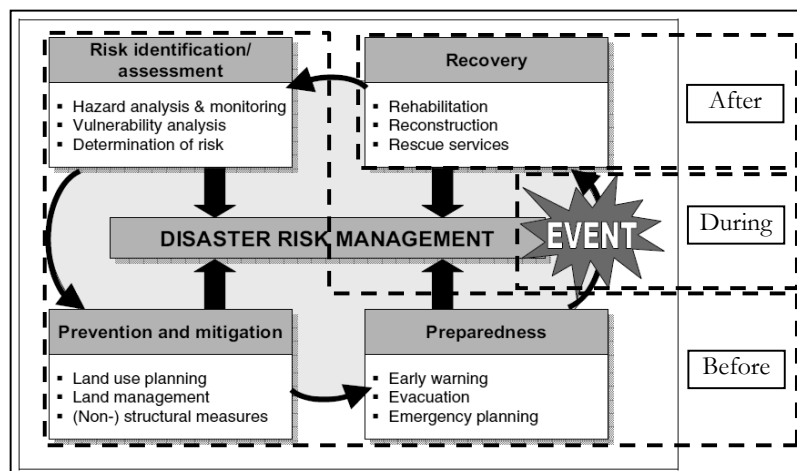 Risk identification/
assessment
▪ Hazard analysis & monitoring
▪ Vulnerability analysis
▪ Determination of risk
Recovery
▪ Rehabilitation
▪ Reconstruction
▪ Rescue services
After
DISASTER RISK MANAGEMENT
EVENT
During
Prevention and mitigation
▪ Land use planning
▪ Land management
▪ (Non-) structural measures
Preparedness
▪ Early warning
▪ Evacuation
▪ Emergency planning
Before